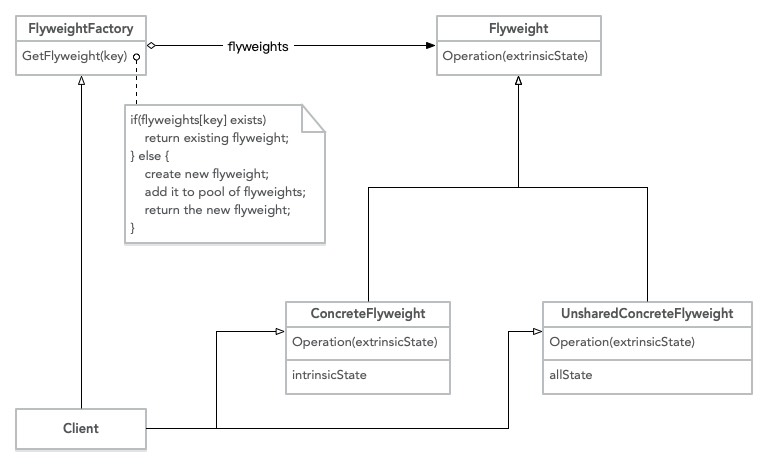 FlyweightFactory
GetFlyweight(key)
flyweights
Flyweight
Operation(extrinsicState)
if(flyweights[key] exists)
return existing flyweight;
} else {
create new flyweight;
add it to pool of flyweights;
return the new flyweight;
}
ConcreteFlyweight
Operation(extrinsicState)
intrinsicState
UnsharedConcreteFlyweight
Operation(extrinsicState)
allState
Client